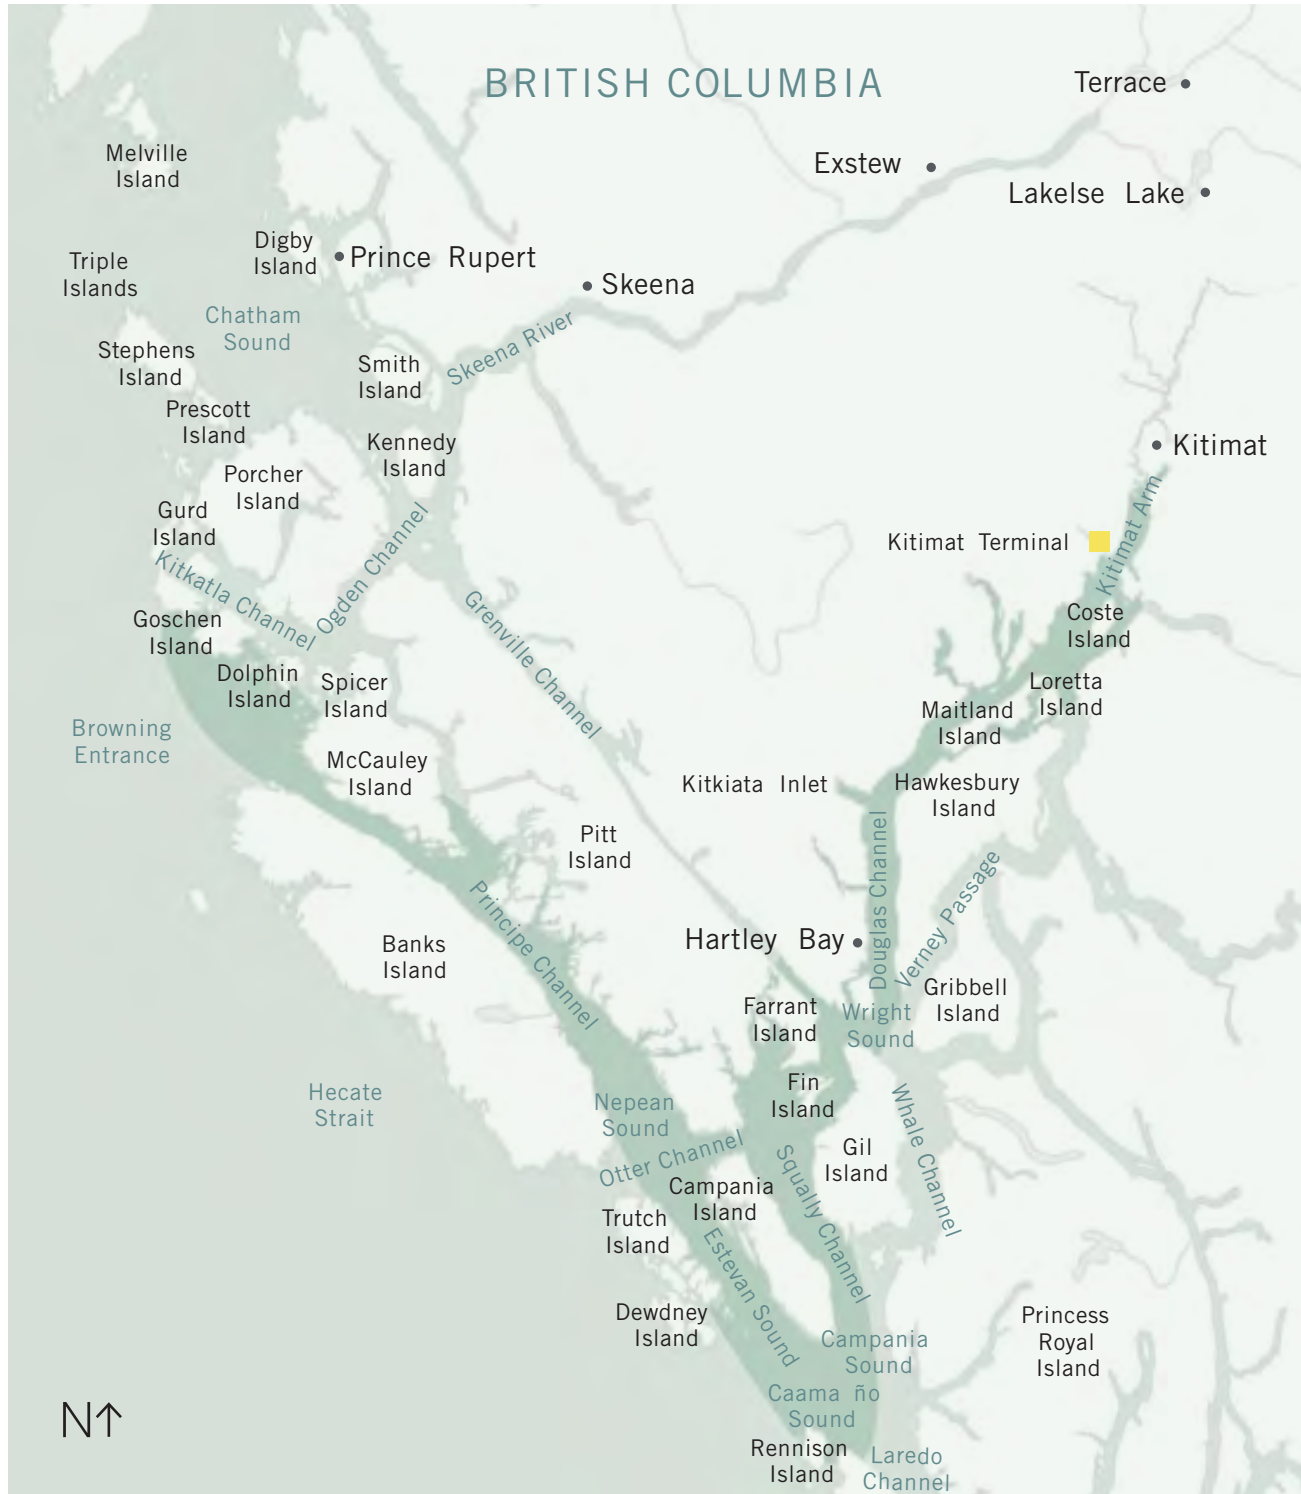 BRITISH COLUMBIA
Terrace
Exstew
Lakelse Lake
Melville
Island
Digby
Island
Prince Rupert
Triple
Islands
Skeena
Chatham
Sound
Skeena River
Stephens
Island
Smith
Island
Prescott
Island
Kennedy
Island
Kitimat
Porcher
Island
Gurd
Island
Kitimat Arm
Kitimat Terminal
Ogden Channel
Kitkatla Channel
Grenville Channel
Goschen
Island
Coste
Island
Dolphin
Island
Spicer
Island
Loretta
Island
Maitland
Island
Browning
Entrance
McCauley
Island
Kitkiata Inlet
Hawkesbury
Island
Pitt
Island
Douglas Channel
Verney Passage
Principe Channel
Banks
Island
Hartley Bay
Gribbell
Island
Farrant
Island
Wright
Sound
Fin
Island
Hecate
Strait
Nepean
Sound
Whale Channel
Otter Channel
Gil
Island
Squally Channel
Campania
Island
Trutch
Island
Estevan Sound
Dewdney
Island
Campania
Sound
Princess
Royal
Island
Caama ño
Sound
N↑
Rennison
Island
Laredo
Channel